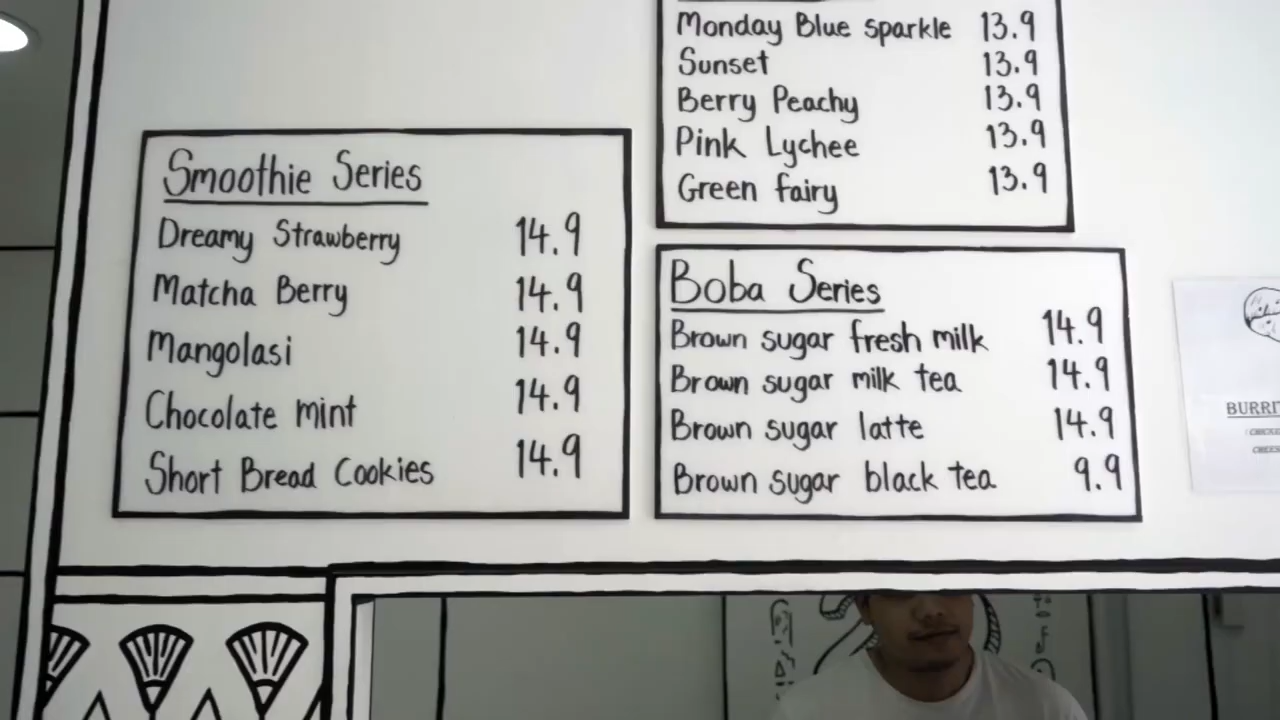 Monday Blue sparkle 13.9
Sunset 13.9
Berry Peachy 13.9
Pink Lychee 13.9
Green fairy 13.9
Smoothie Series
Dreamy Strawberry 14.9
Matcha Berry 14.9
Mangolasi 14.9
Chocolate mint 14.9
Short Bread Cookies 14.9
Boba Series
Brown sugar fresh milk 14.9
Brown sugar milk tea 14.9
Brown sugar latte 14.9
Brown sugar black tea 9.9